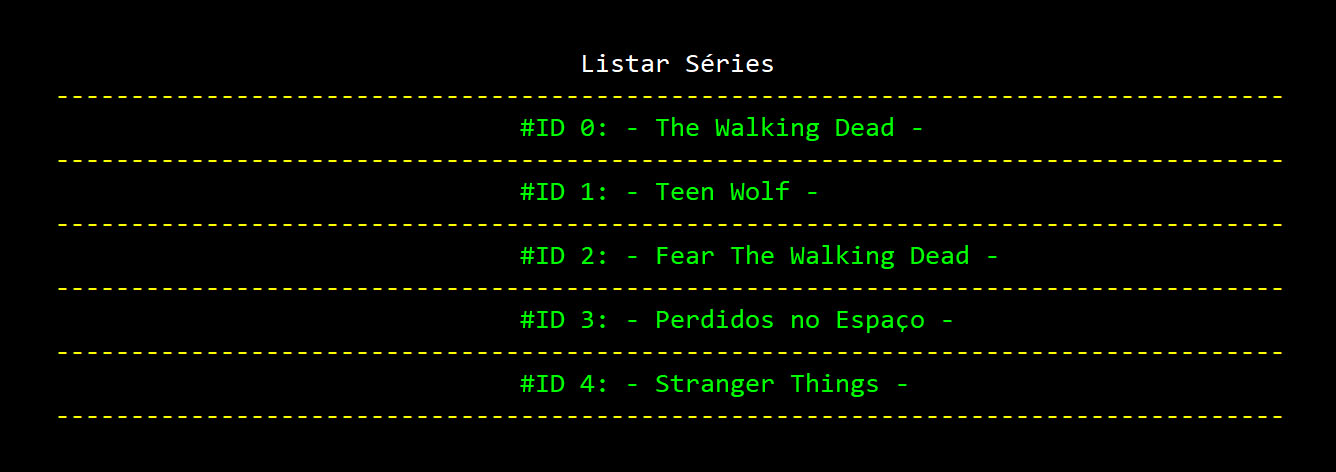 Listar Séries
----------------------------------------------------------------------------------
#ID 0: - The Walking Dead -
----------------------------------------------------------------------------------
#ID 1: - Teen Wolf -
----------------------------------------------------------------------------------
#ID 2: - Fear The Walking Dead -
----------------------------------------------------------------------------------
#ID 3: - Perdidos no Espaço -
----------------------------------------------------------------------------------
#ID 4: - Stranger Things -
----------------------------------------------------------------------------------